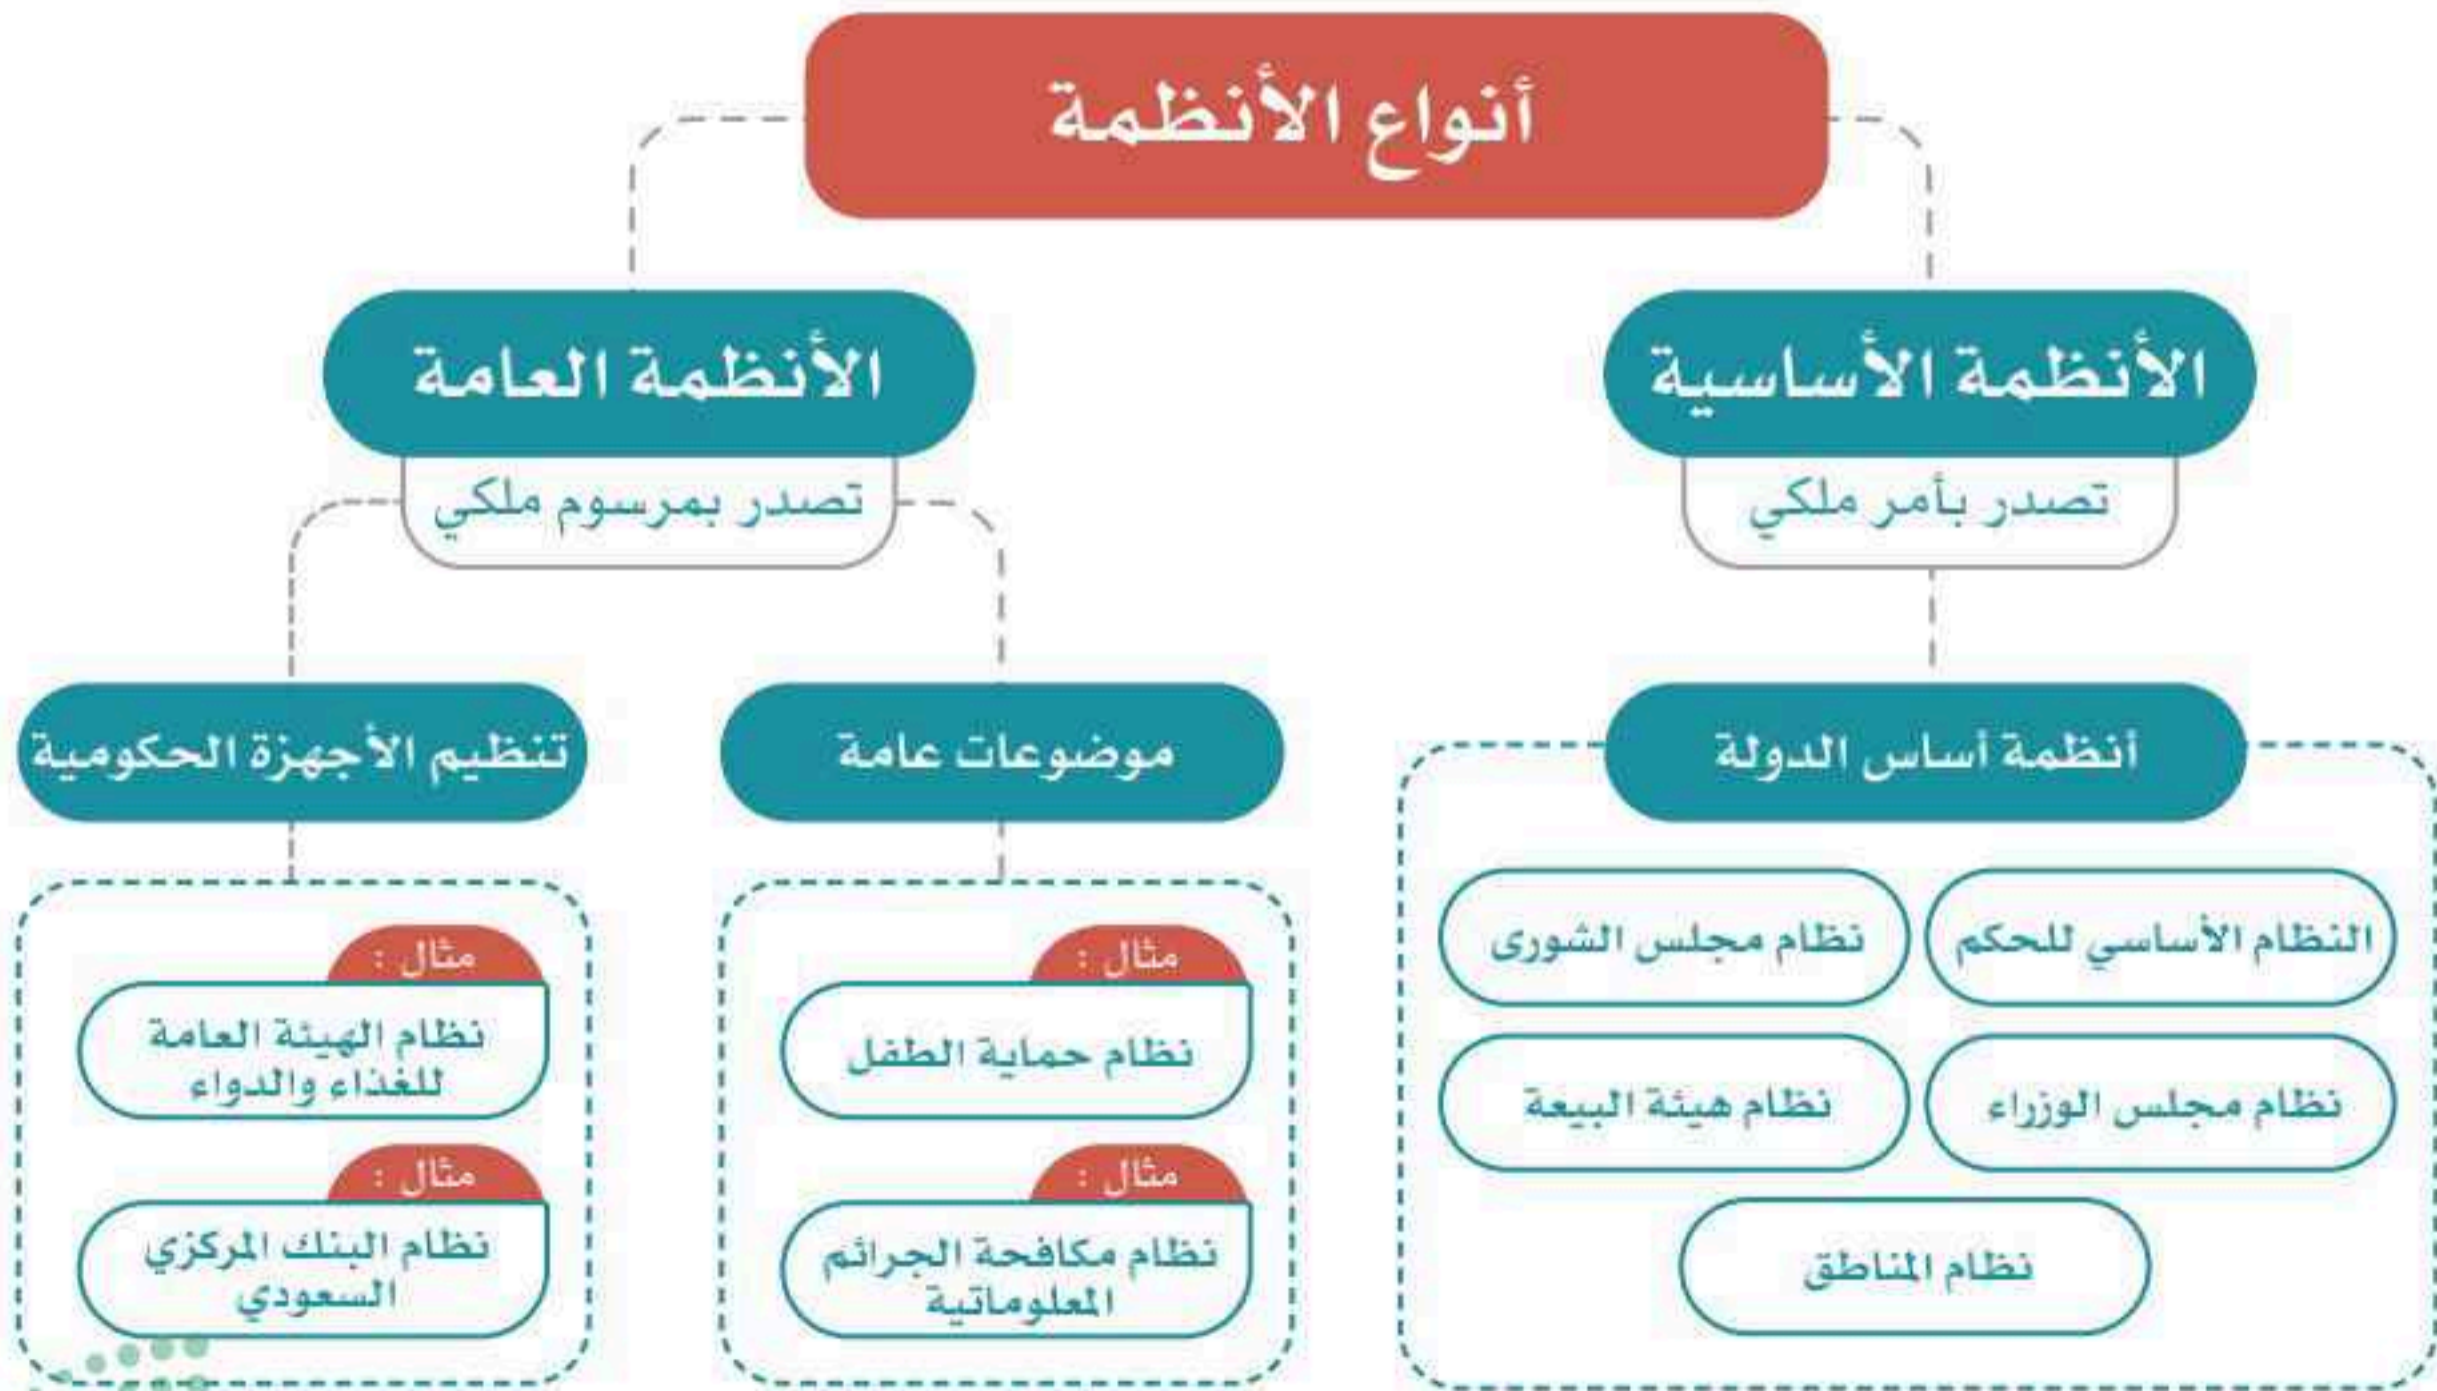 أنواع الأنظمة
الأنظمة الأساسية
تصدر بأمر ملكي
أنظمة أساس الدولة
النظام الأساسي للحكم
نظام مجلس الشورى
نظام مجلس الوزراء
نظام هيئة البيعة
نظام المناطق
الأنظمة العامة
تصدر بمرسوم ملكي
موضوعات عامة
مثال :
نظام حماية الطفل
مثال :
نظام مكافحة الجرائم
المعلوماتية
تنظيم الأجهزة الحكومية
مثال :
نظام الهيئة العامة
للغذاء والدواء
مثال :
نظام البنك المركزي
السعودي